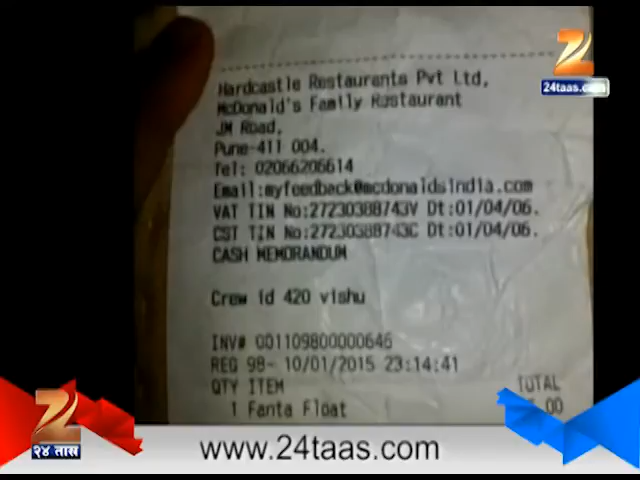 Hardcastle Restaurants Pvt Ltd,
McDonald's Family Restaurant
JM Road,
Pune-411 004.
Tel: 02066206614
Email:myfeedback@mcdonaldsindia.com
VAT TIN No:27230388743V Dt:01/04/06.
CST TIN No:27230388743C Dt:01/04/06.
CASH MEMORANDUM
Crew id 420 vishu
INV# 001109800000646
REG 98- 10/01/2015 23:14:41
QTY ITEM TOTAL
1 Fanta Float .00
Z
24taas.com
Z
२४ तास
www.24taas.com